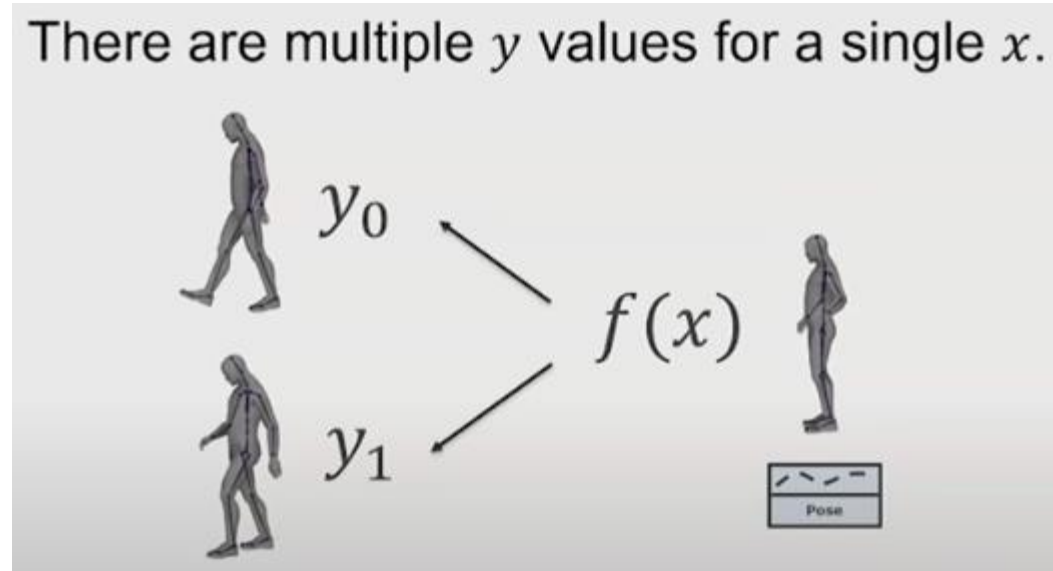 There are multiple y values for a single x.
y₀
f(x)
y₁
Pose